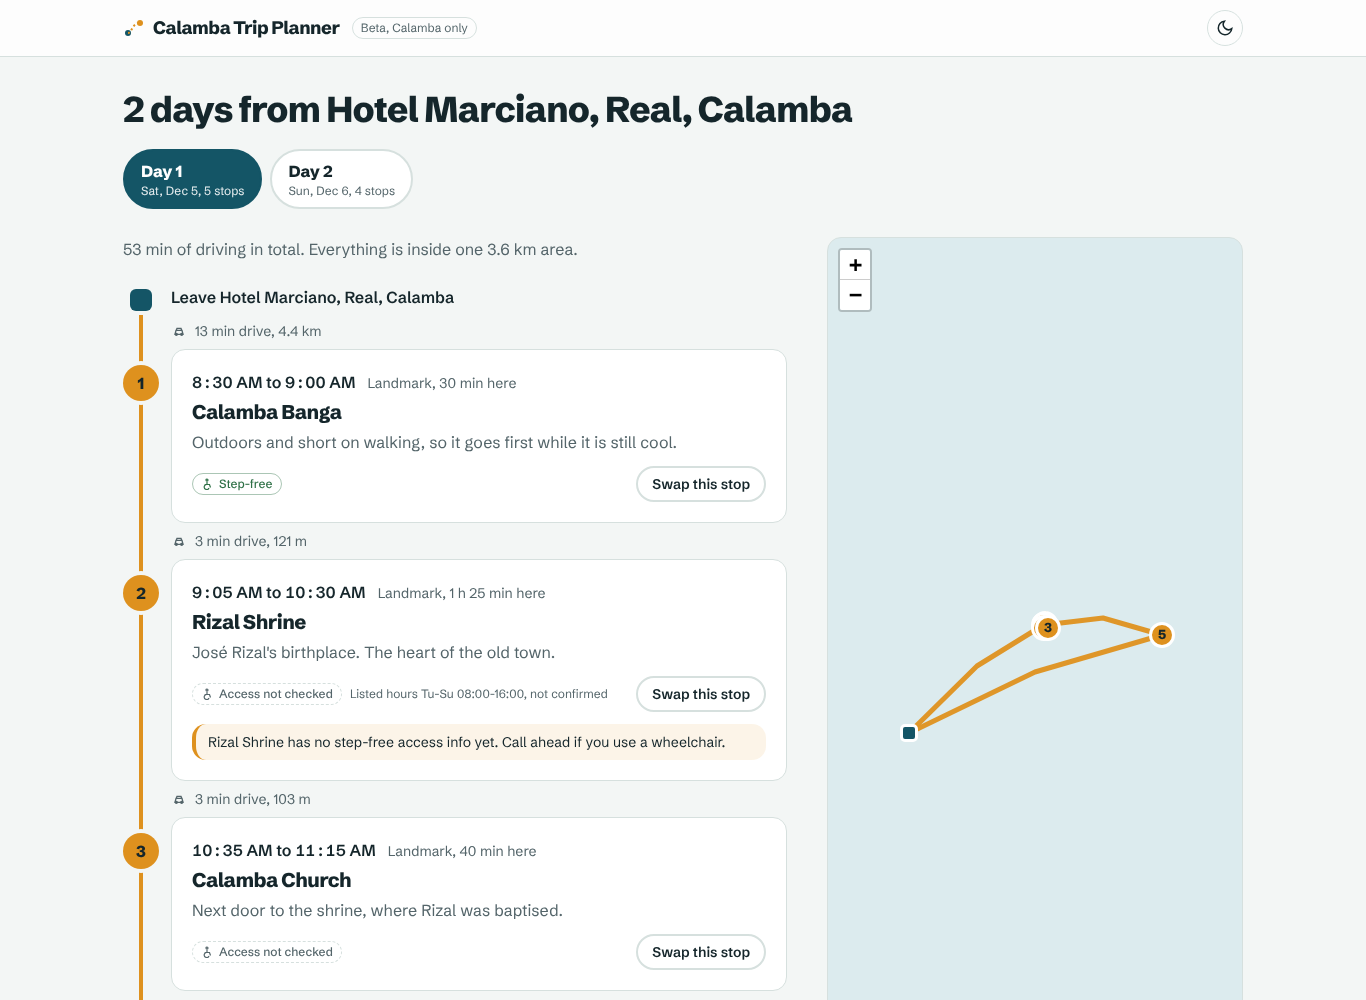 Calamba Trip Planner
Beta, Calamba only
2 days from Hotel Marciano, Real, Calamba
Day 1
Sat, Dec 5, 5 stops
Day 2
Sun, Dec 6, 4 stops
53 min of driving in total. Everything is inside one 3.6 km area.
Leave Hotel Marciano, Real, Calamba
13 min drive, 4.4 km
1
8:30 AM to 9:00 AM Landmark, 30 min here
Calamba Banga
Outdoors and short on walking, so it goes first while it is still cool.
Step-free
Swap this stop
3 min drive, 121 m
2
9:05 AM to 10:30 AM Landmark, 1 h 25 min here
Rizal Shrine
José Rizal's birthplace. The heart of the old town.
Access not checked
Listed hours Tu-Su 08:00-16:00, not confirmed
Swap this stop
Rizal Shrine has no step-free access info yet. Call ahead if you use a wheelchair.
3 min drive, 103 m
3
10:35 AM to 11:15 AM Landmark, 40 min here
Calamba Church
Next door to the shrine, where Rizal was baptised.
Access not checked
Swap this stop
+
−
3
5